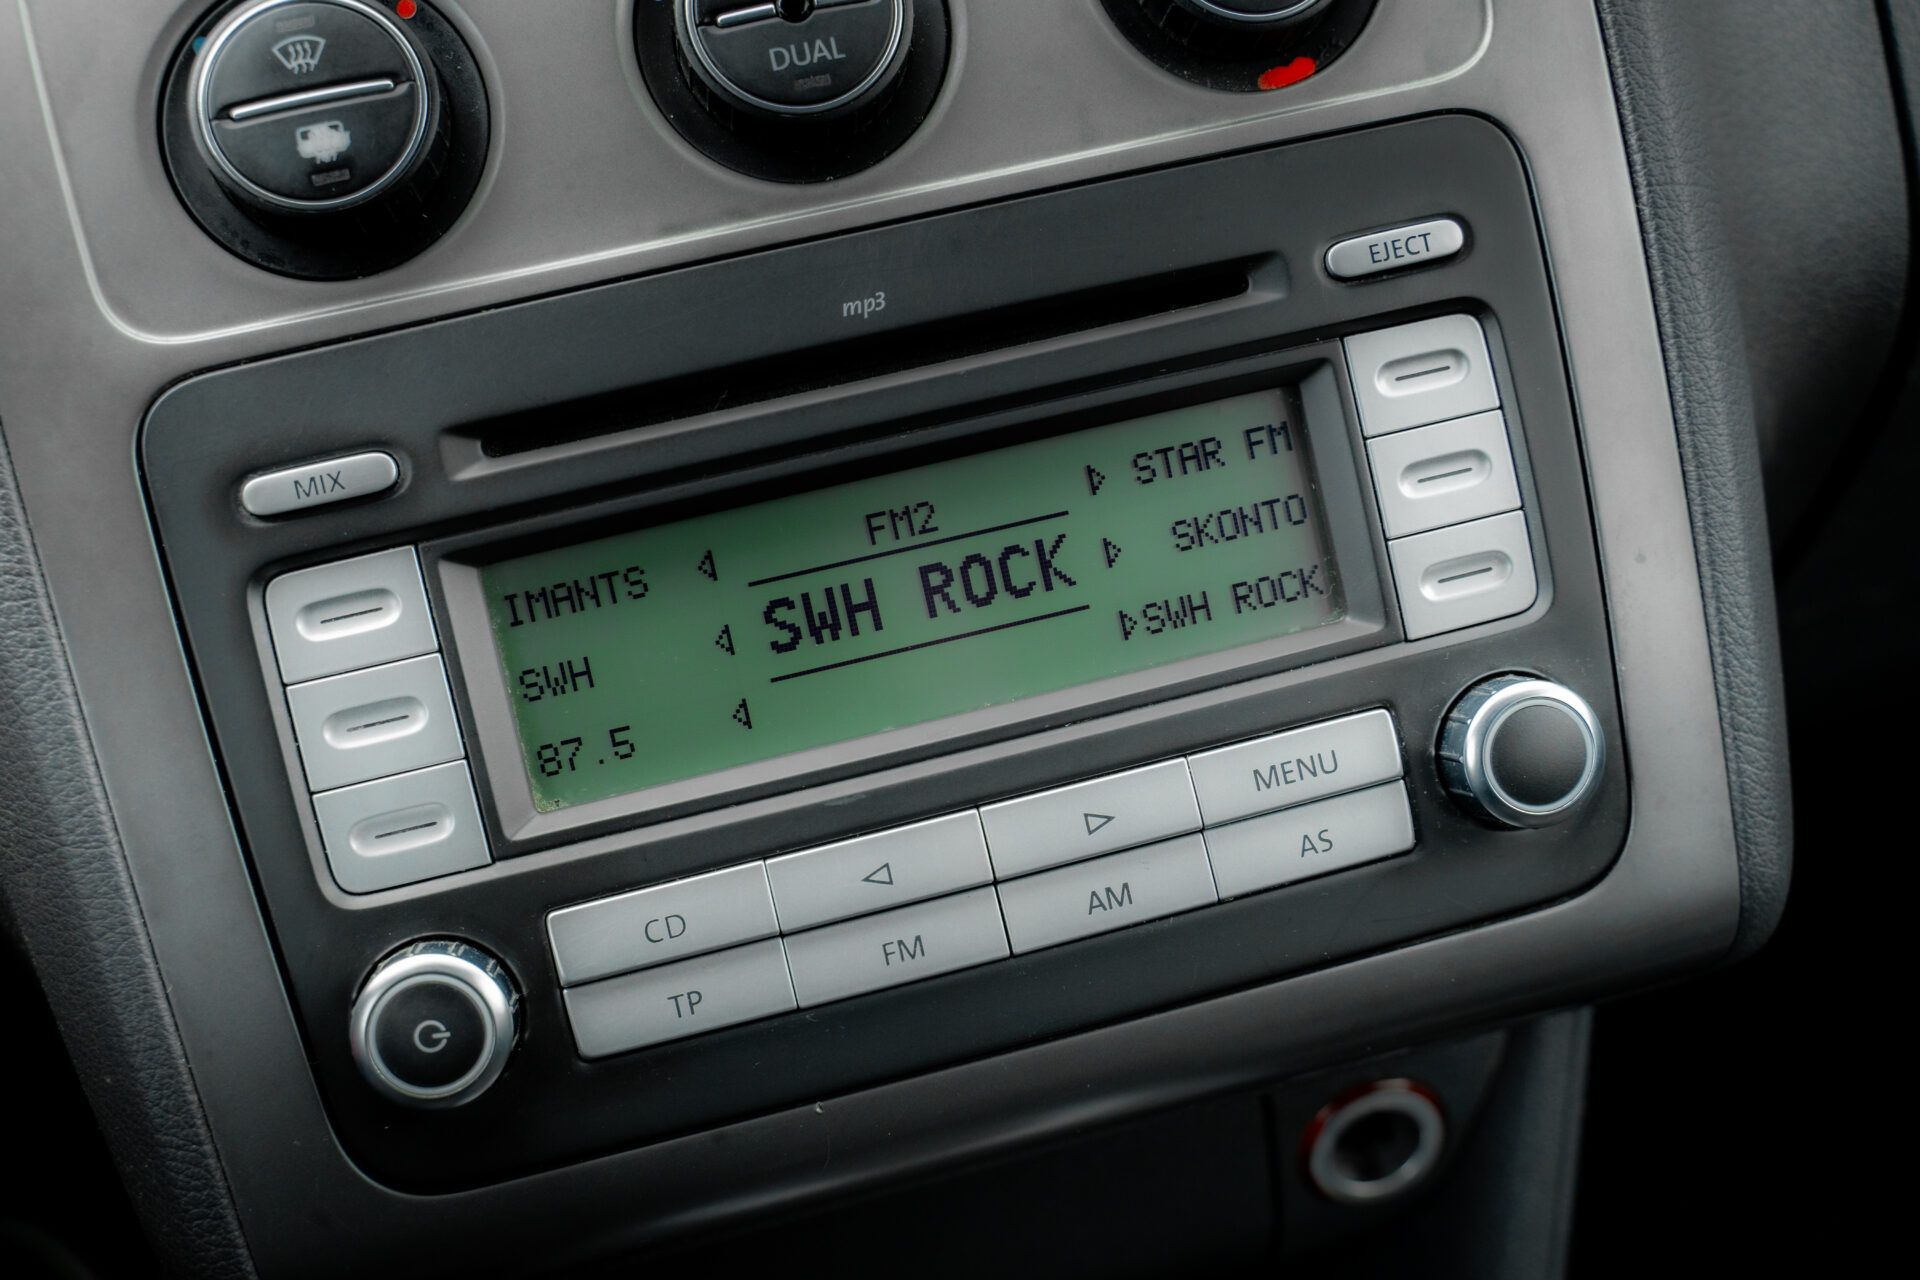 DUAL
EJECT
mp3
MIX
FM2
SWH ROCK
IMANTS
SWH
87.5
STAR FM
SKONTO
SWH ROCK
MENU
CD
AS
AM
FM
TP